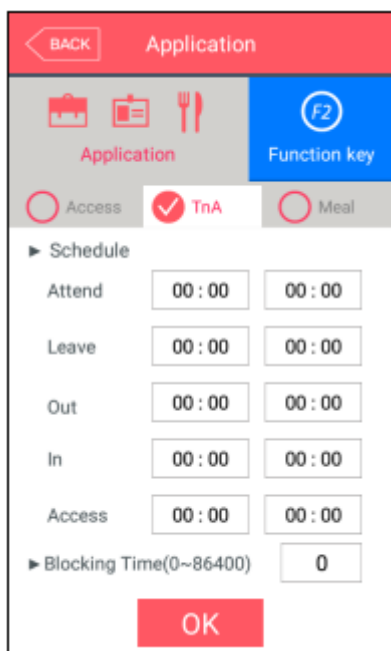 BACK Application
F2
Application Function key
Access TnA Meal
► Schedule
Attend 00 : 00 00 : 00
Leave 00 : 00 00 : 00
Out 00 : 00 00 : 00
In 00 : 00 00 : 00
Access 00 : 00 00 : 00
►Blocking Time(0~86400) 0
OK